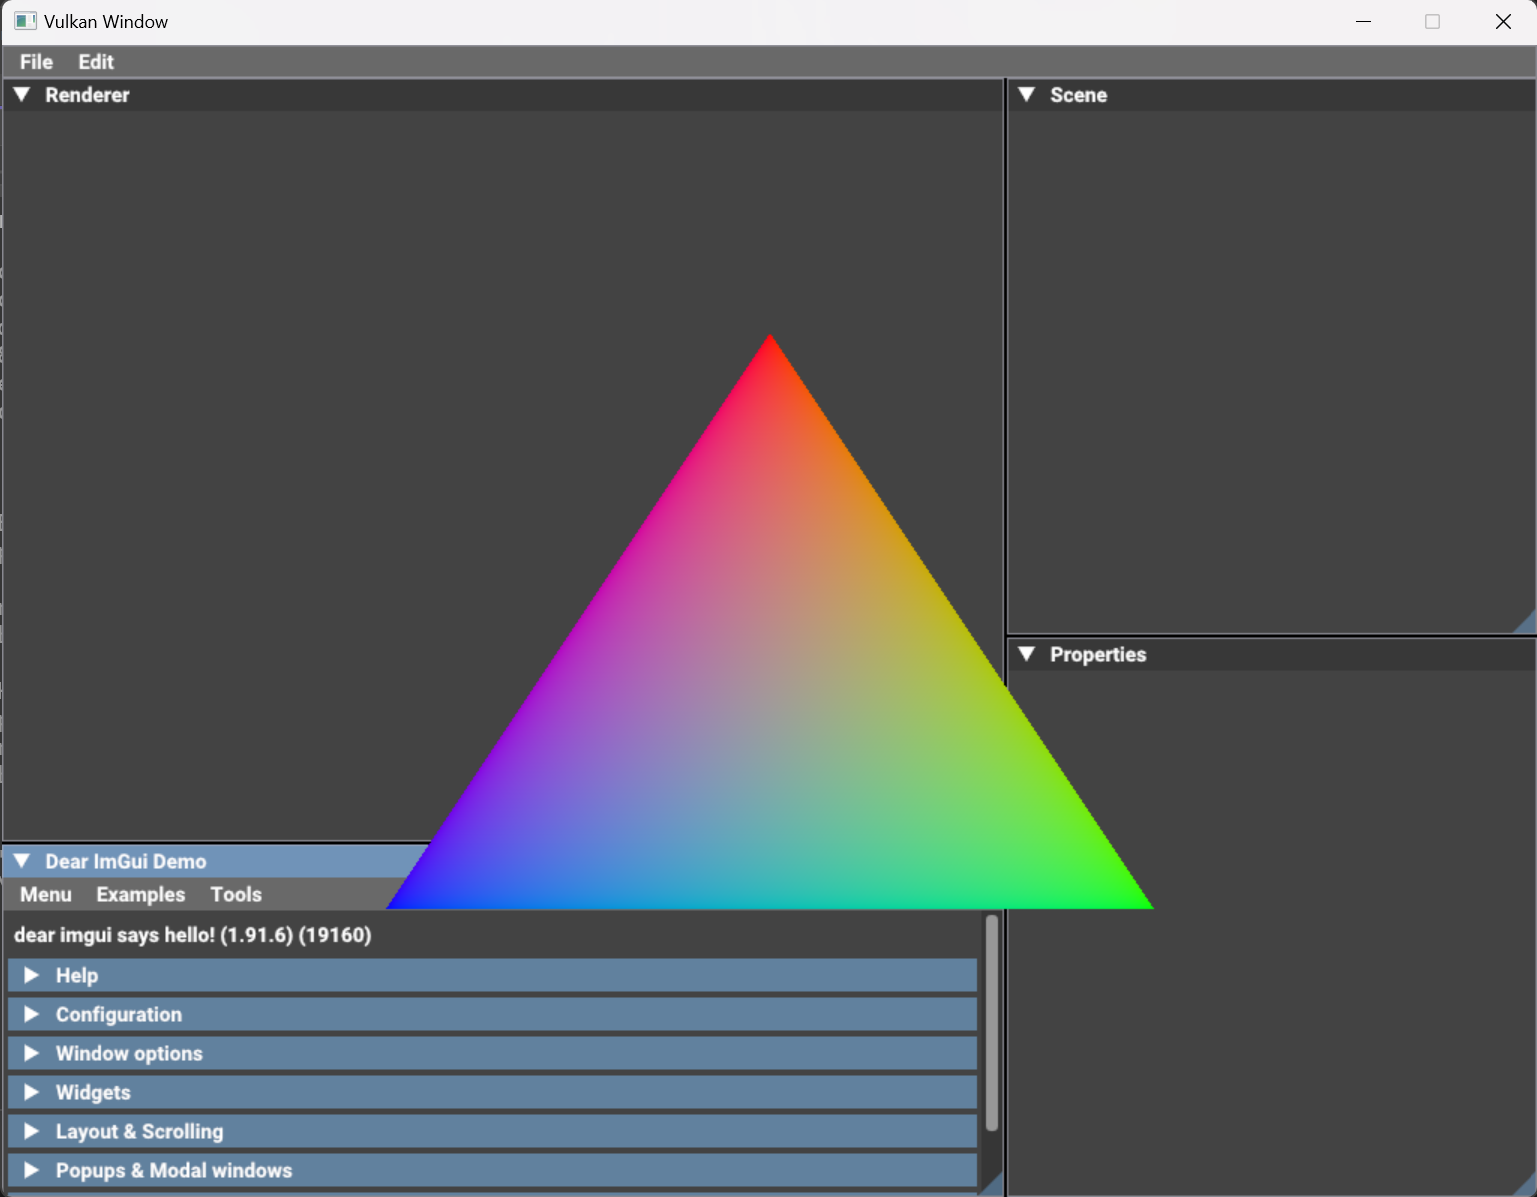 Vulkan Window
File Edit
Renderer
Scene
Properties
Dear ImGui Demo
Menu Examples Tools
dear imgui says hello! (1.91.6) (19160)
Help
Configuration
Window options
Widgets
Layout & Scrolling
Popups & Modal windows